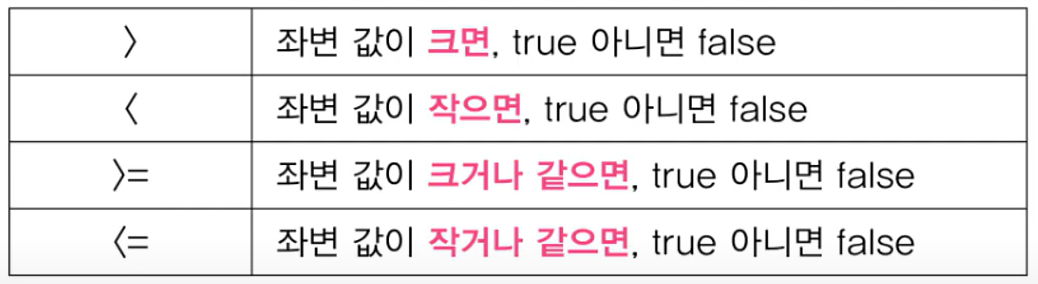 〉 좌변 값이 크면, true 아니면 false
〈 좌변 값이 작으면, true 아니면 false
〉= 좌변 값이 크거나 같으면, true 아니면 false
〈= 좌변 값이 작거나 같으면, true 아니면 false